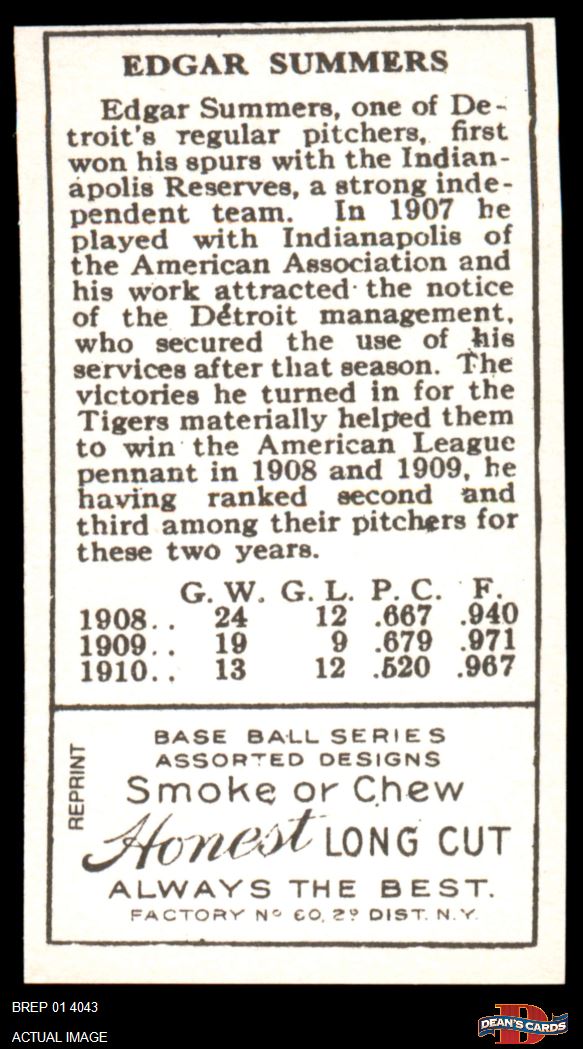 EDGAR SUMMERS
Edgar Summers, one of De-
troit's regular pitchers, first
won his spurs with the Indian-
apolis Reserves, a strong inde-
pendent team. In 1907 he
played with Indianapolis of
the American Association and
his work attracted the notice
of the Detroit management,
who secured the use of his
services after that season. The
victories he turned in for the
Tigers materially helped them
to win the American League
pennant in 1908 and 1909, he
having ranked second and
third among their pitchers for
these two years.
G. W. G. L. P. C. F.
1908.. 24 12 .667 .940
1909.. 19 9 .679 .971
1910.. 13 12 .520 .967
BASE BALL SERIES
ASSORTED DESIGNS
Smoke or Chew
Honest LONG CUT
ALWAYS THE BEST.
FACTORY Nº 60, 2ᴰ DIST. N.Y.
REPRINT
BREP 01 4043
ACTUAL IMAGE
D
DEAN'S CARDS